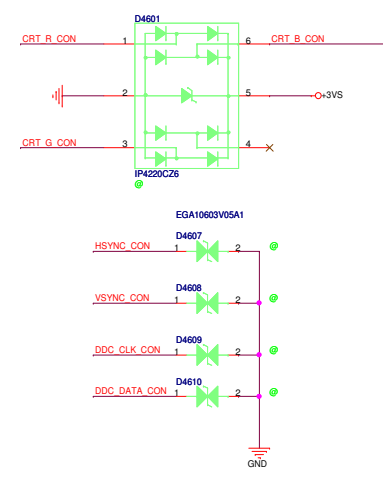 D4601
CRT_R_CON 1 6 CRT_B_CON
2 5 +3VS
CRT_G_CON 3 4
IP4220CZ6
@
EGA10603V05A1
D4607
HSYNC_CON 1 2 @
D4608
VSYNC_CON 1 2 @
D4609
DDC_CLK_CON 1 2 @
D4610
DDC_DATA_CON 1 2 @
GND